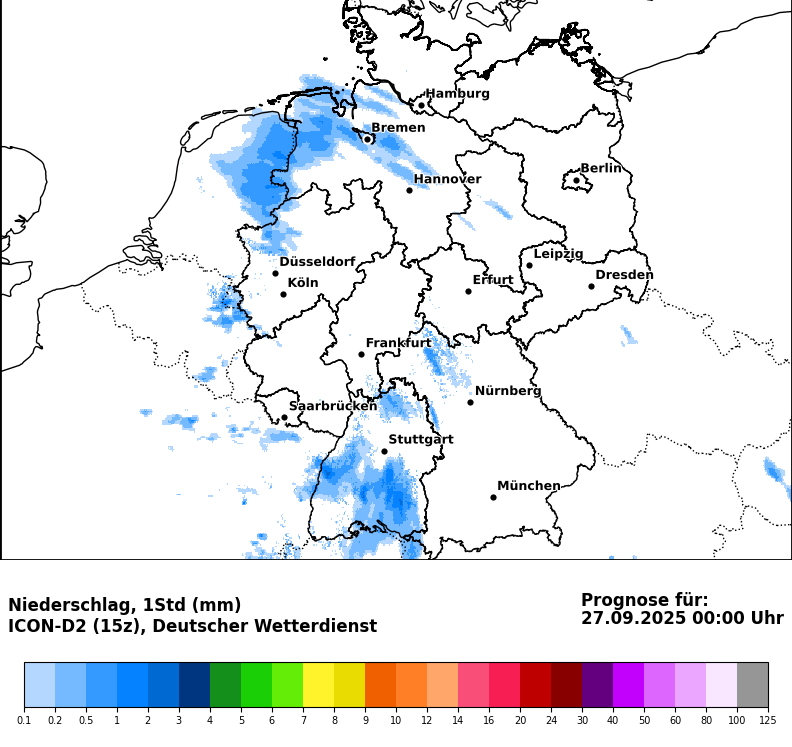 Hamburg
Bremen
Berlin
Hannover
Leipzig
Düsseldorf
Dresden
Köln
Erfurt
Frankfurt
Nürnberg
Saarbrücken
Stuttgart
München
Niederschlag, 1Std (mm)
ICON-D2 (15z), Deutscher Wetterdienst
Prognose für:
27.09.2025 00:00 Uhr
0.1 0.2 0.5 1 2 3 4 5 6 7 8 9 10 12 14 16 20 24 30 40 50 60 80 100 125